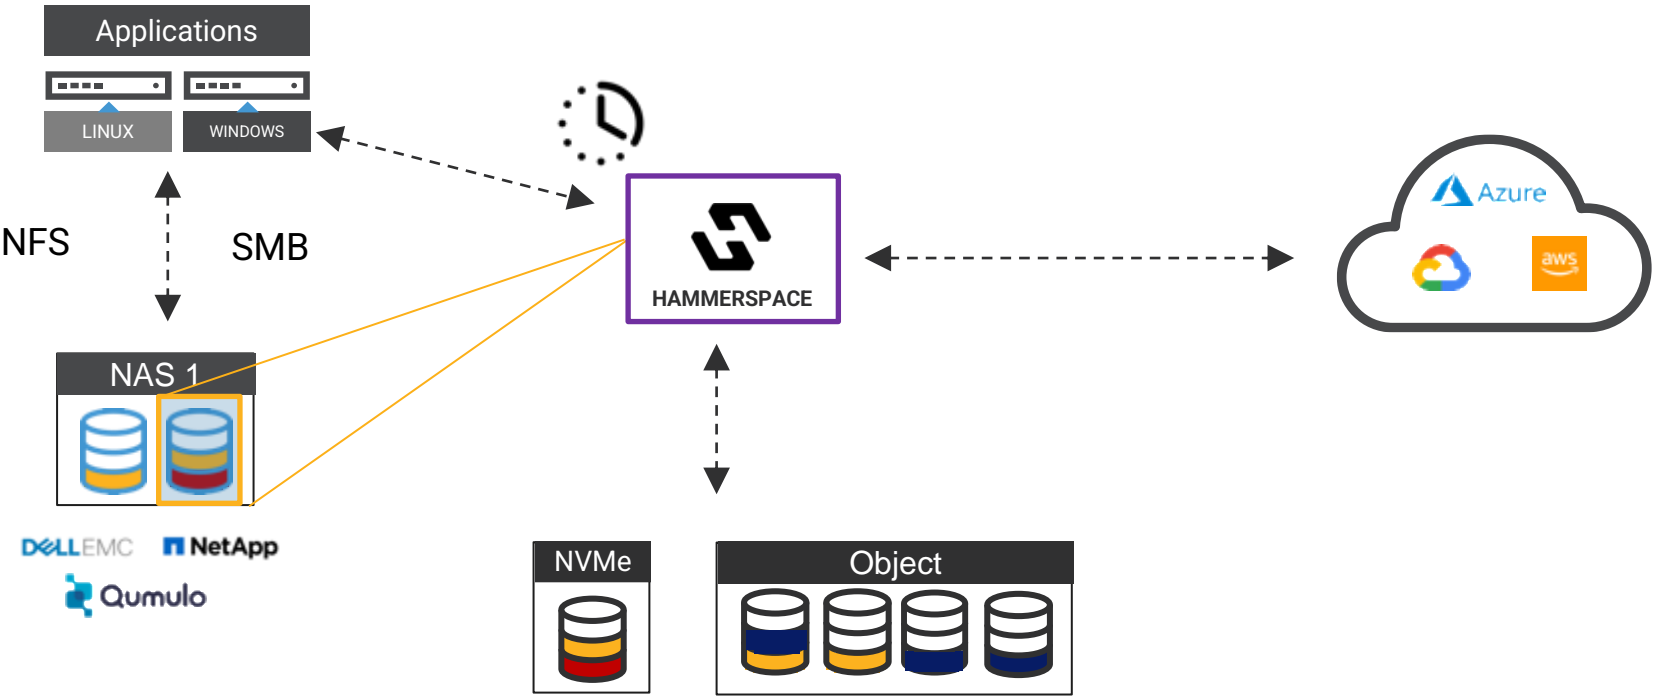 Applications
LINUX
WINDOWS
NFS
SMB
HAMMERSPACE
Azure
aws
NAS 1
DELLEMC
NetApp
Qumulo
NVMe
Object